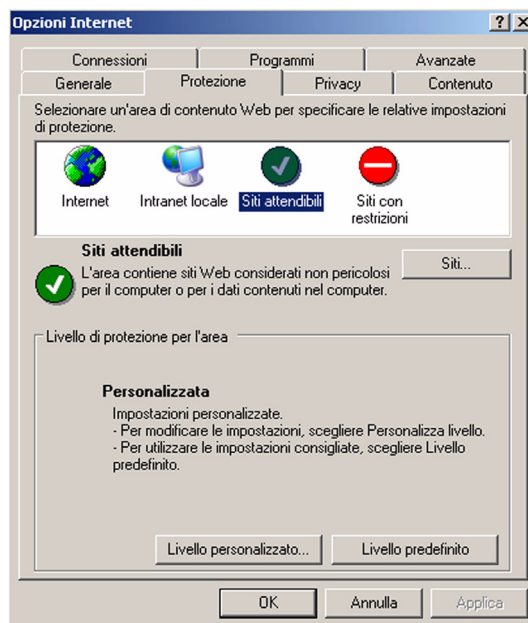 Opzioni Internet
Connessioni Programmi Avanzate
Generale Protezione Privacy Contenuto
Selezionare un'area di contenuto Web per specificare le relative impostazioni
di protezione.
Internet Intranet locale Siti attendibili Siti con
restrizioni
Siti attendibili
L'area contiene siti Web considerati non pericolosi
per il computer o per i dati contenuti nel computer.
Siti...
Livello di protezione per l'area
Personalizzata
Impostazioni personalizzate.
- Per modificare le impostazioni, scegliere Personalizza livello.
- Per utilizzare le impostazioni consigliate, scegliere Livello
predefinito.
Livello personalizzato... Livello predefinito
OK Annulla Applica